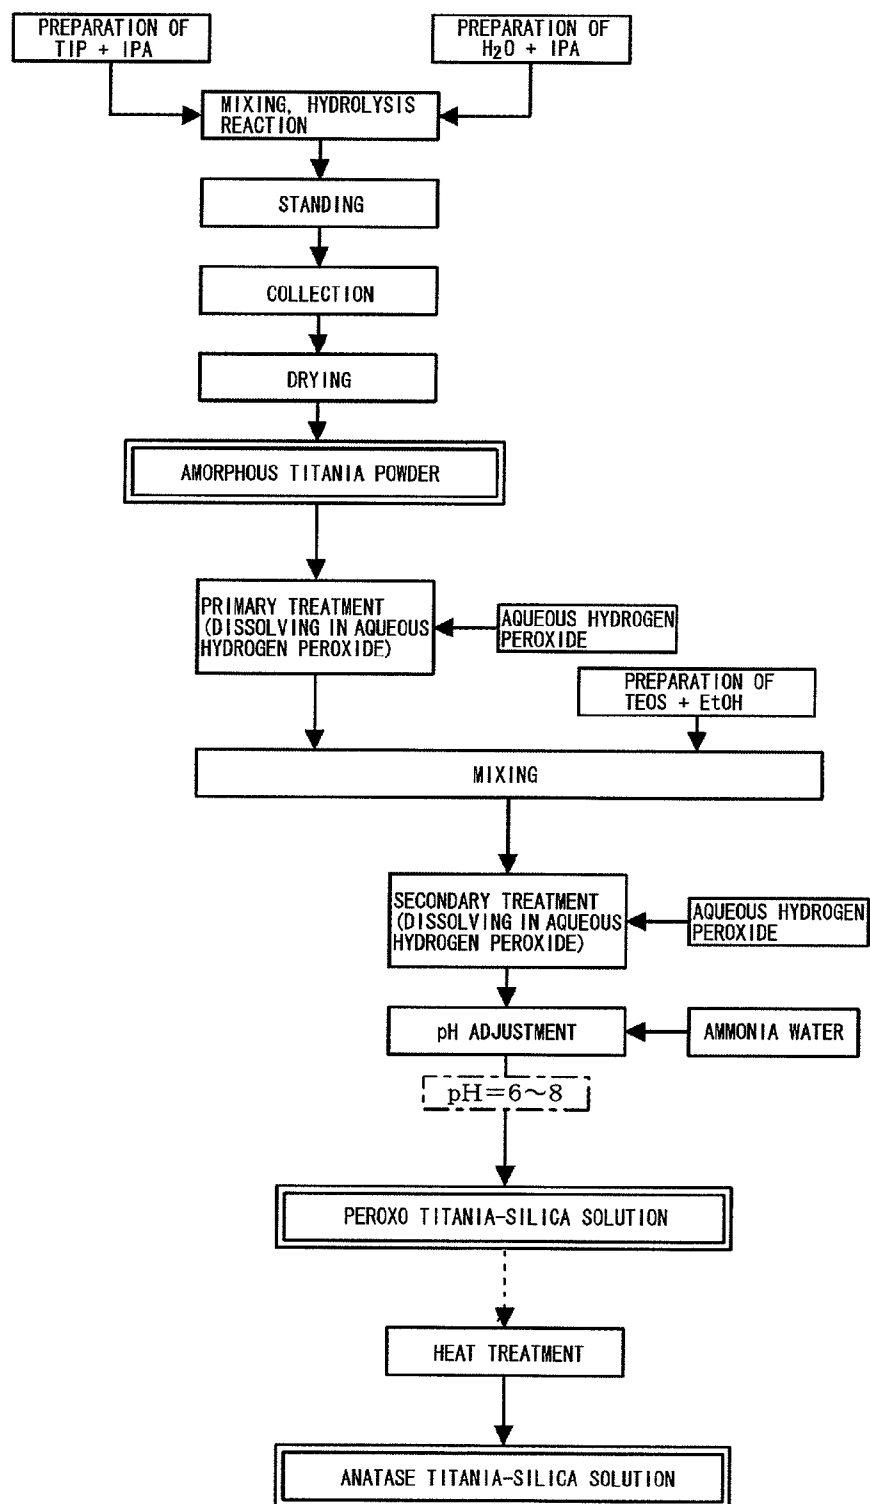 PREPARATION OF
TIP + IPA
PREPARATION OF
H₂O + IPA
MIXING, HYDROLYSIS
REACTION
STANDING
COLLECTION
DRYING
AMORPHOUS TITANIA POWDER
PRIMARY TREATMENT
(DISSOLVING IN AQUEOUS
HYDROGEN PEROXIDE)
AQUEOUS HYDROGEN
PEROXIDE
PREPARATION OF
TEOS + EtOH
MIXING
SECONDARY TREATMENT
(DISSOLVING IN AQUEOUS
HYDROGEN PEROXIDE)
AQUEOUS HYDROGEN
PEROXIDE
pH ADJUSTMENT
AMMONIA WATER
pH=6~8
PEROXO TITANIA-SILICA SOLUTION
HEAT TREATMENT
ANATASE TITANIA-SILICA SOLUTION